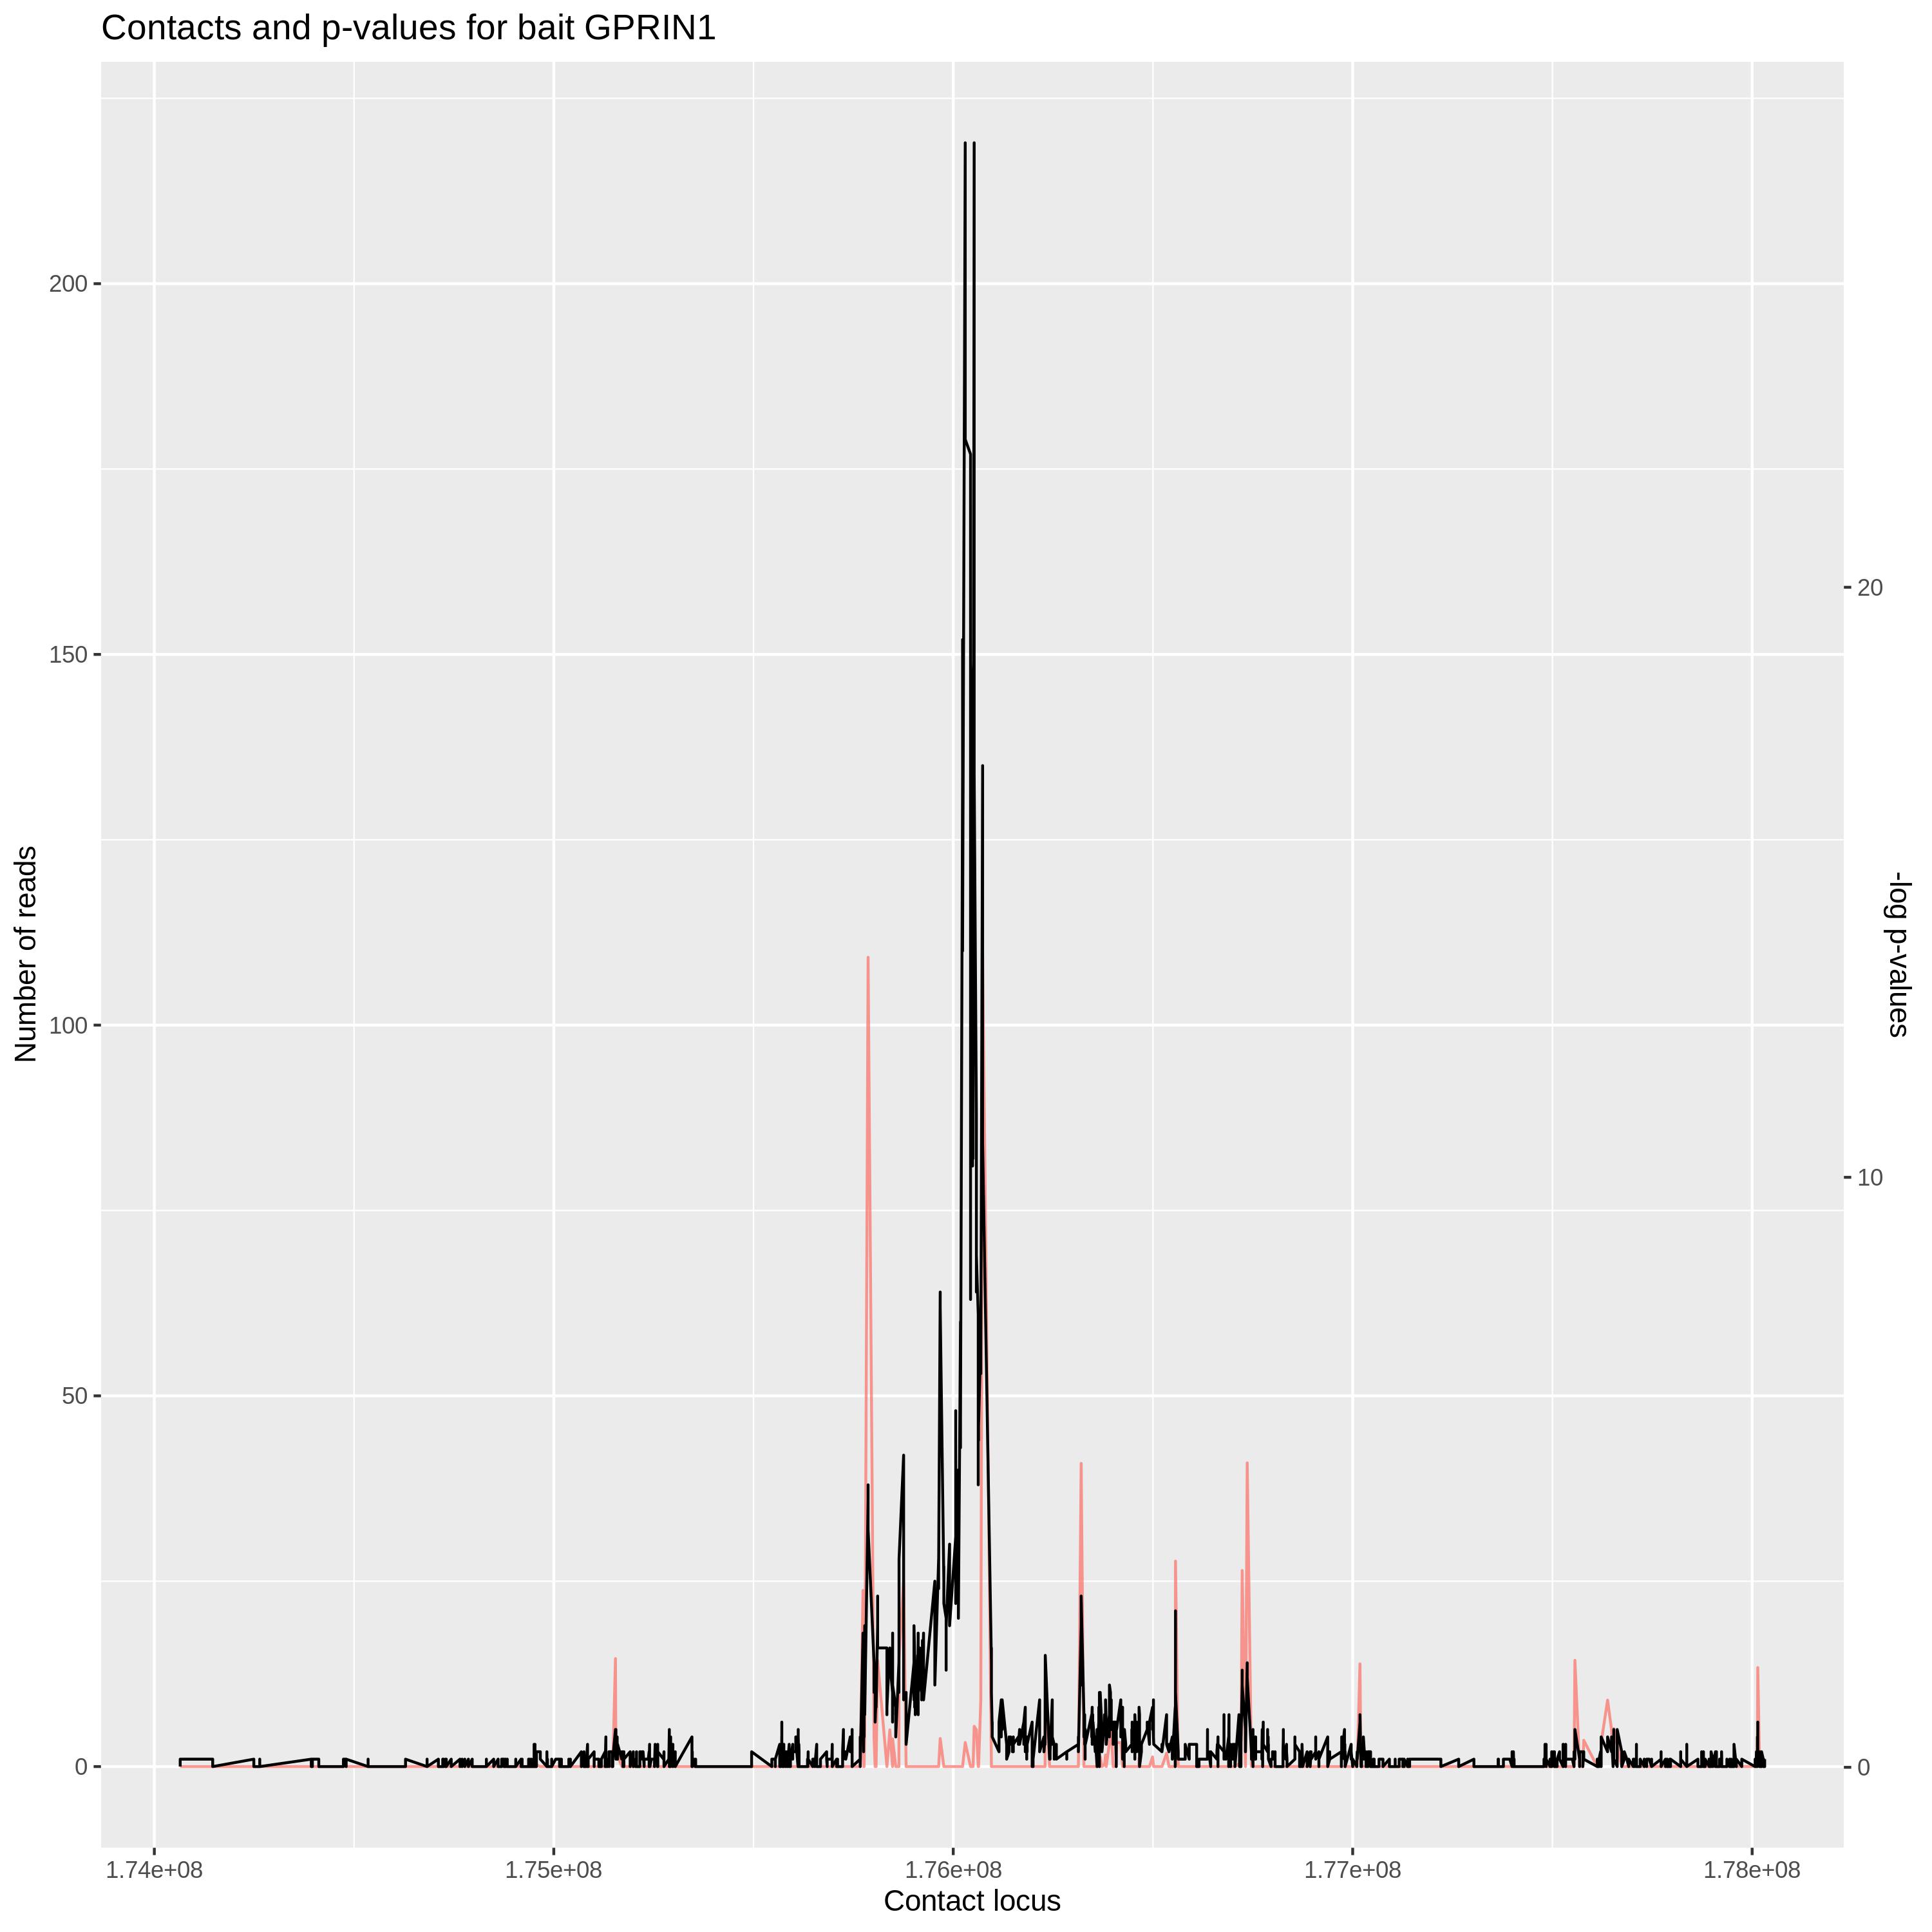 Contacts and p-values for bait GPRIN1
200
150
100
50
0
Number of reads
20
10
0
-log p-values
1.74e+08
1.75e+08
1.76e+08
1.77e+08
1.78e+08
Contact locus